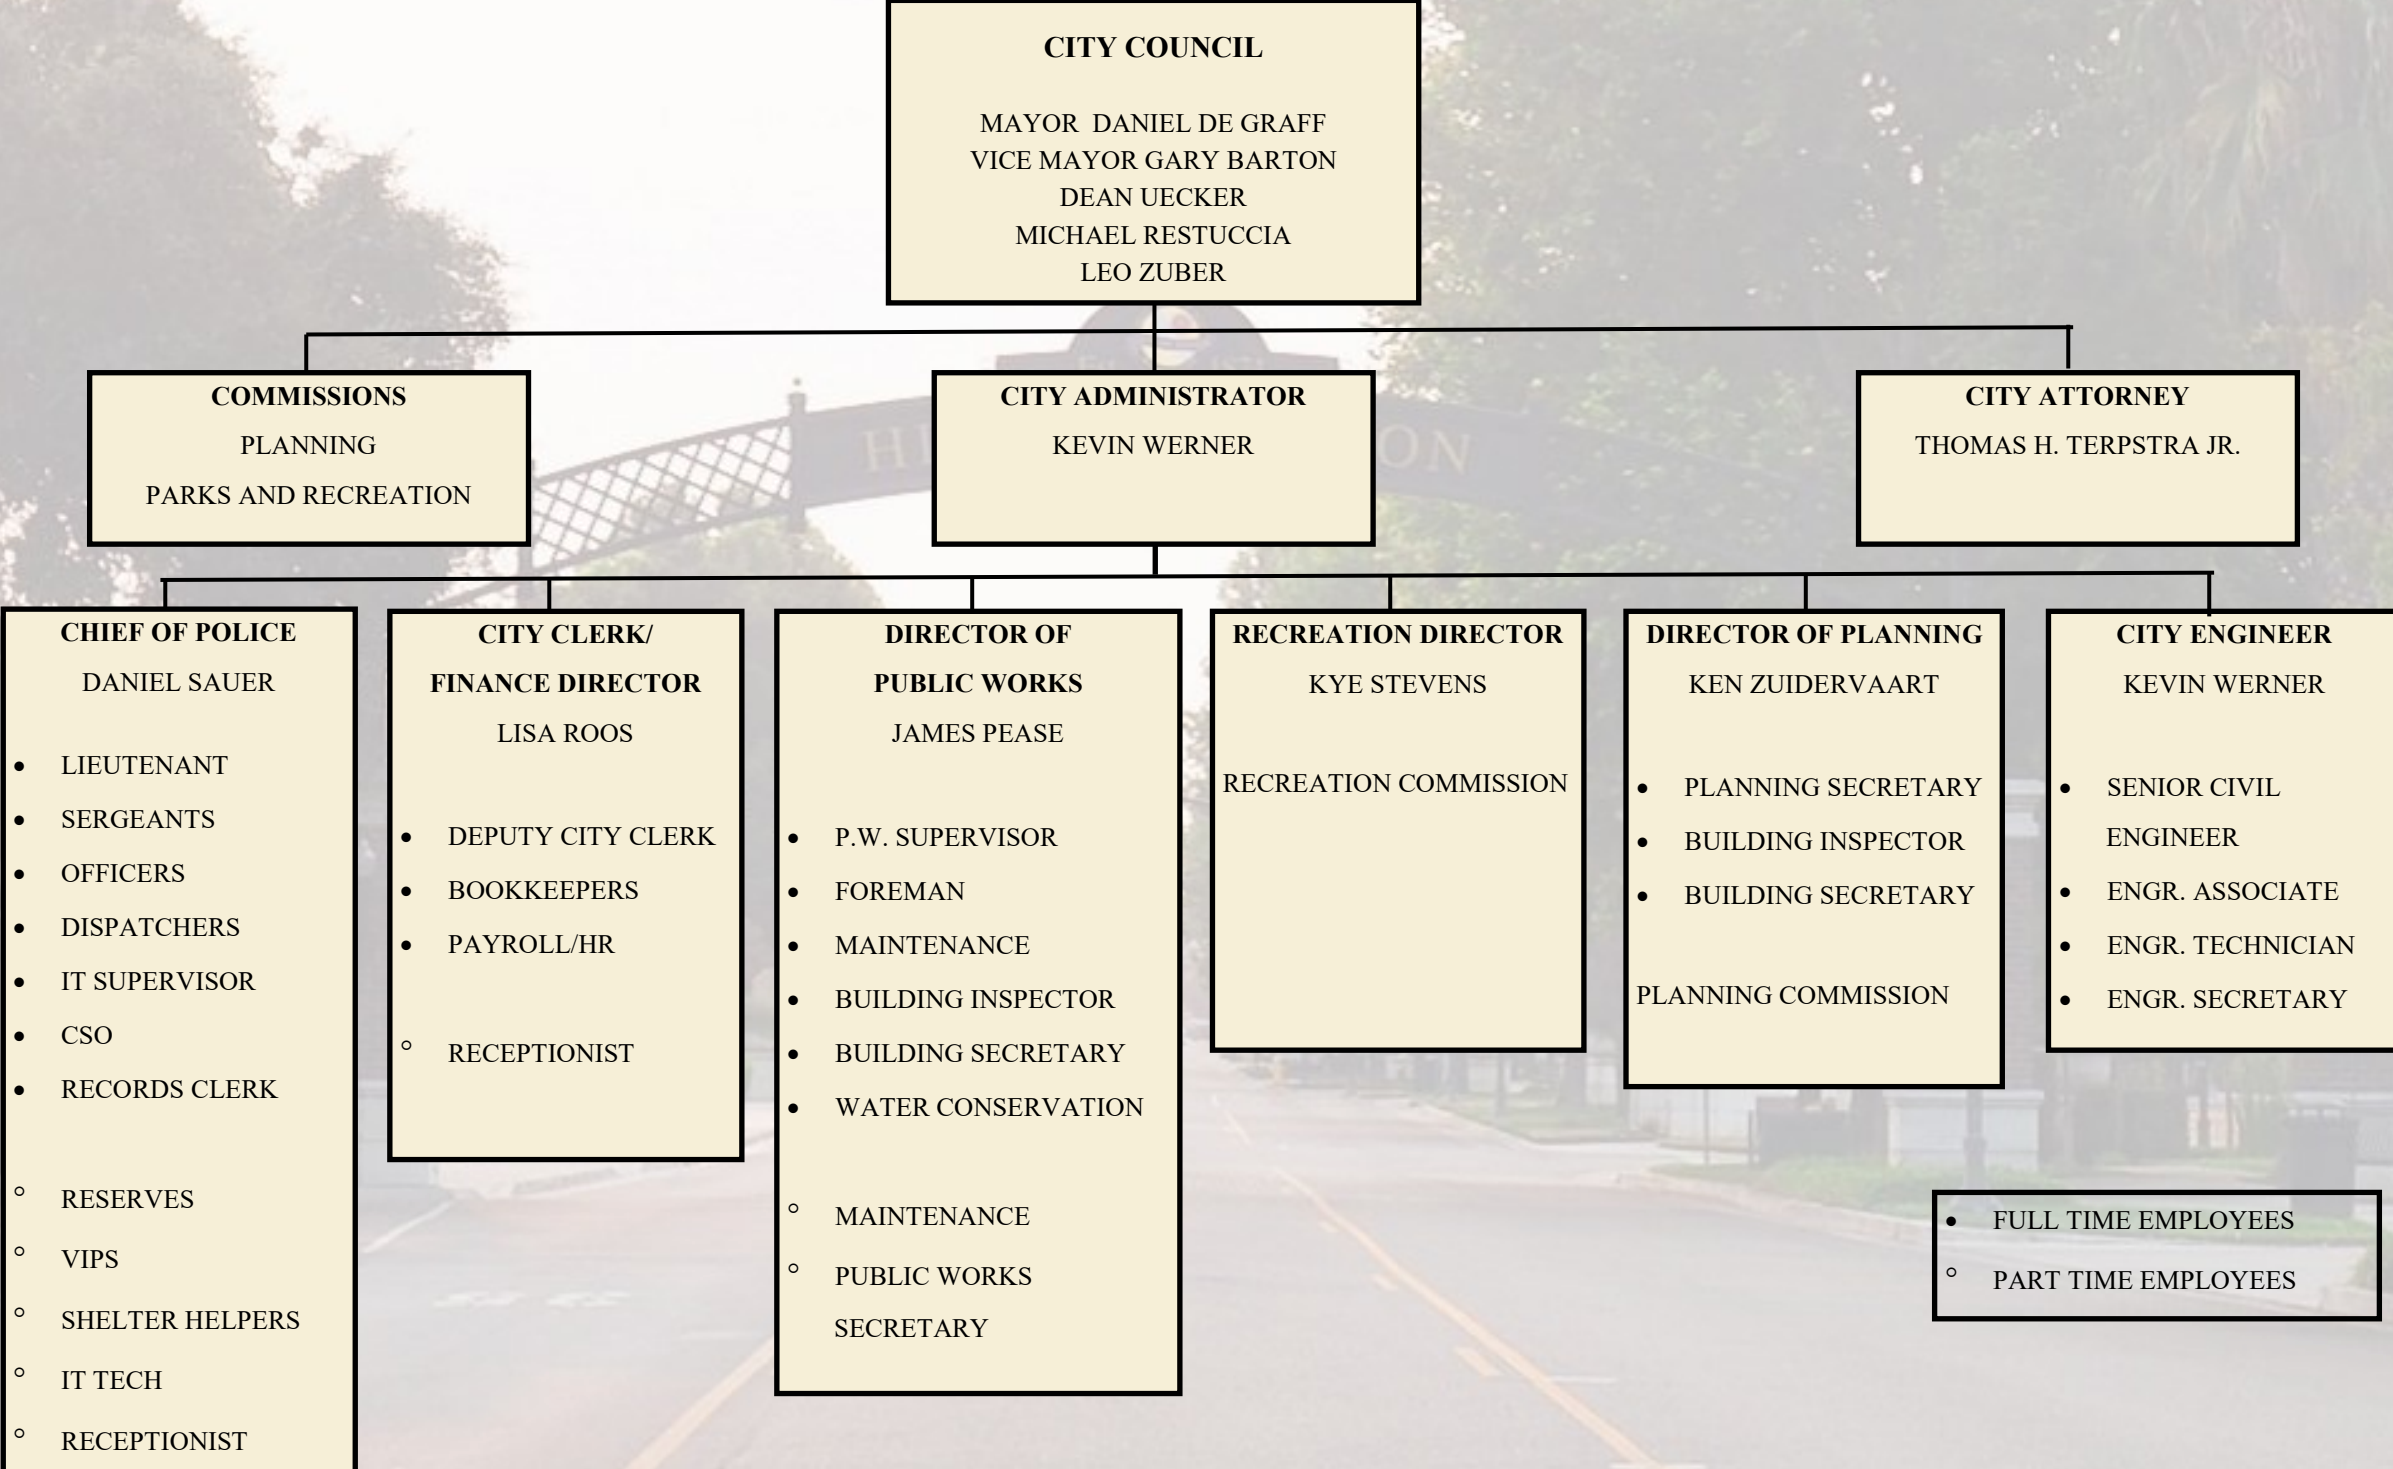 CITY COUNCIL
MAYOR DANIEL DE GRAFF
VICE MAYOR GARY BARTON
DEAN UECKER
MICHAEL RESTUCCIA
LEO ZUBER
COMMISSIONS
PLANNING
PARKS AND RECREATION
CITY ADMINISTRATOR
KEVIN WERNER
CITY ATTORNEY
THOMAS H. TERPSTRA JR.
CHIEF OF POLICE
DANIEL SAUER
• LIEUTENANT
• SERGEANTS
• OFFICERS
• DISPATCHERS
• IT SUPERVISOR
• CSO
• RECORDS CLERK
° RESERVES
° VIPS
° SHELTER HELPERS
° IT TECH
° RECEPTIONIST
CITY CLERK/
FINANCE DIRECTOR
LISA ROOS
• DEPUTY CITY CLERK
• BOOKKEEPERS
• PAYROLL/HR
° RECEPTIONIST
DIRECTOR OF
PUBLIC WORKS
JAMES PEASE
• P.W. SUPERVISOR
• FOREMAN
• MAINTENANCE
• BUILDING INSPECTOR
• BUILDING SECRETARY
• WATER CONSERVATION
° MAINTENANCE
° PUBLIC WORKS
SECRETARY
RECREATION DIRECTOR
KYE STEVENS
RECREATION COMMISSION
DIRECTOR OF PLANNING
KEN ZUIDERVAART
• PLANNING SECRETARY
• BUILDING INSPECTOR
• BUILDING SECRETARY
PLANNING COMMISSION
CITY ENGINEER
KEVIN WERNER
• SENIOR CIVIL
ENGINEER
• ENGR. ASSOCIATE
• ENGR. TECHNICIAN
• ENGR. SECRETARY
• FULL TIME EMPLOYEES
° PART TIME EMPLOYEES